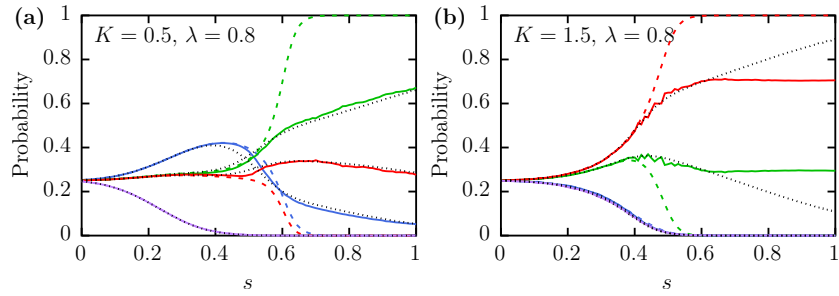 (a)
K = 0.5, λ = 0.8
Probability
1
0.8
0.6
0.4
0.2
0
0 0.2 0.4 0.6 0.8 1
s
(b)
K = 1.5, λ = 0.8
Probability
1
0.8
0.6
0.4
0.2
0
0 0.2 0.4 0.6 0.8 1
s